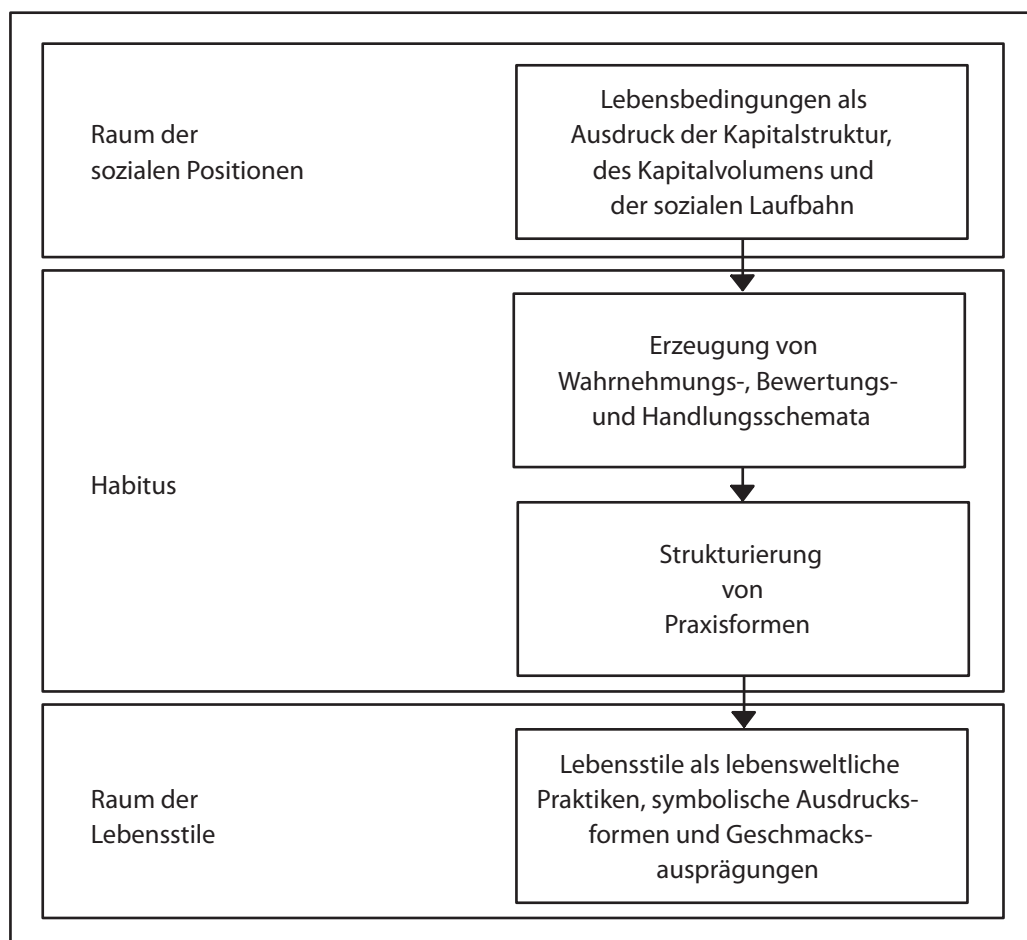 Raum der
sozialen Positionen
Lebensbedingungen als
Ausdruck der Kapitalstruktur,
des Kapitalvolumens und
der sozialen Laufbahn
Habitus
Erzeugung von
Wahrnehmungs-, Bewertungs-
und Handlungsschemata
Strukturierung
von
Praxisformen
Raum der
Lebensstile
Lebensstile als lebensweltliche
Praktiken, symbolische Ausdrucks-
formen und Geschmacks-
ausprägungen